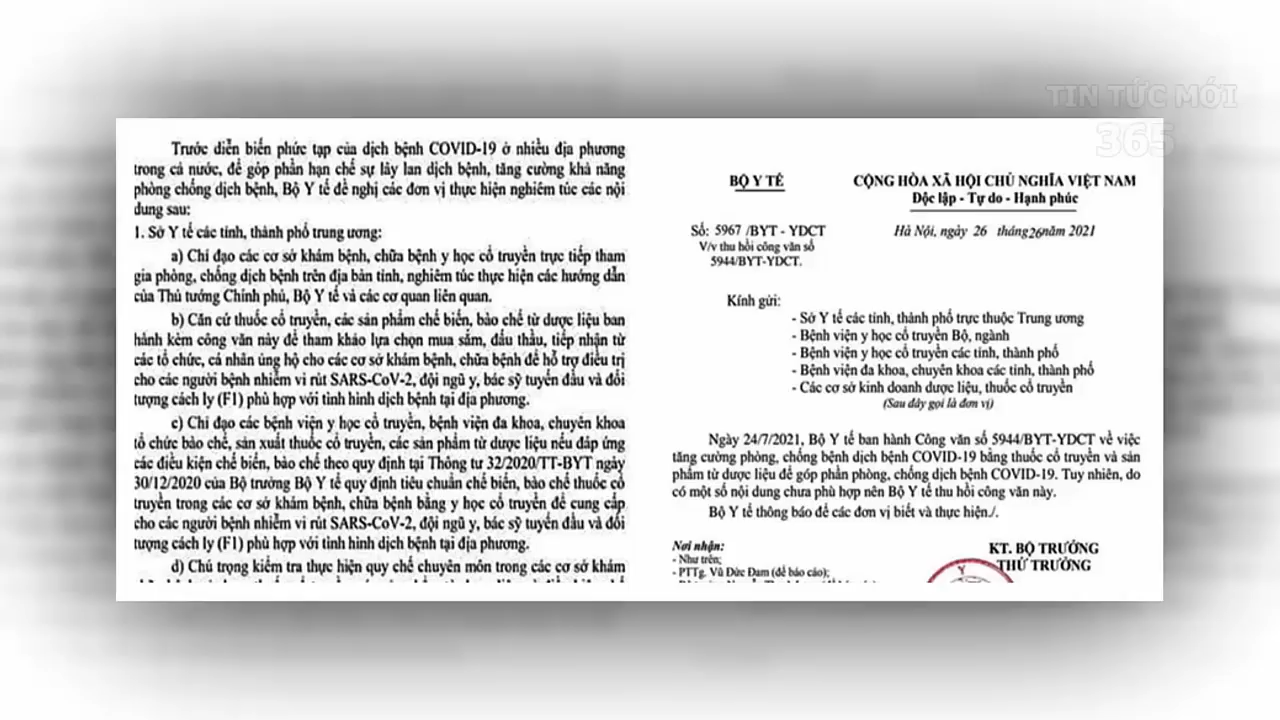 TIN TỨC MỚI
365
Trước diễn biến phức tạp của dịch bệnh COVID-19 ở nhiều địa phương
trong cả nước, để góp phần hạn chế sự lây lan dịch bệnh, tăng cường khả năng
phòng chống dịch bệnh, Bộ Y tế đề nghị các đơn vị thực hiện nghiêm túc các nội
dung sau:
1. Sở Y tế các tỉnh, thành phố trung ương:
a) Chỉ đạo các cơ sở khám bệnh, chữa bệnh y học cổ truyền trực tiếp tham
gia phòng, chống dịch bệnh trên địa bàn tỉnh, nghiêm túc thực hiện các hướng dẫn
của Thủ tướng Chính phủ, Bộ Y tế và các cơ quan liên quan.
b) Căn cứ thuốc cổ truyền, các sản phẩm chế biến, bào chế từ dược liệu ban
hành kèm công văn này để tham khảo lựa chọn mua sắm, đấu thầu, tiếp nhận từ
các tổ chức, cá nhân ủng hộ cho các cơ sở khám bệnh, chữa bệnh để hỗ trợ điều trị
cho các người bệnh nhiễm vi rút SARS-CoV-2, đội ngũ y, bác sỹ tuyến đầu và đối
tượng cách ly (F1) phù hợp với tình hình dịch bệnh tại địa phương.
c) Chỉ đạo các bệnh viện y học cổ truyền, bệnh viện đa khoa, chuyên khoa
tổ chức bào chế, sản xuất thuốc cổ truyền, các sản phẩm từ dược liệu nếu đáp ứng
các điều kiện chế biến, bào chế theo quy định tại Thông tư 32/2020/TT-BYT ngày
30/12/2020 của Bộ trưởng Bộ Y tế quy định tiêu chuẩn chế biến, bào chế thuốc cổ
truyền trong các cơ sở khám bệnh, chữa bệnh bằng y học cổ truyền để cung cấp
cho các người bệnh nhiễm vi rút SARS-CoV-2, đội ngũ y, bác sỹ tuyến đầu và đối
tượng cách ly (F1) phù hợp với tình hình dịch bệnh tại địa phương.
d) Chú trọng kiểm tra thực hiện quy chế chuyên môn trong các cơ sở khám
BỘ Y TẾ
CỘNG HÒA XÃ HỘI CHỦ NGHĨA VIỆT NAM
Độc lập - Tự do - Hạnh phúc
Số: 5967 /BYT - YDCT
Hà Nội, ngày 26 tháng 26 năm 2021
V/v thu hồi công văn số
5944/BYT-YDCT.
Kính gửi:
- Sở Y tế các tỉnh, thành phố trực thuộc Trung ương
- Bệnh viện y học cổ truyền Bộ, ngành
- Bệnh viện y học cổ truyền các tỉnh, thành phố
- Bệnh viện đa khoa, chuyên khoa các tỉnh, thành phố
- Các cơ sở kinh doanh dược liệu, thuốc cổ truyền
(Sau đây gọi là đơn vị)
Ngày 24/7/2021, Bộ Y tế ban hành Công văn số 5944/BYT-YDCT về việc
tăng cường phòng, chống bệnh dịch bệnh COVID-19 bằng thuốc cổ truyền và sản
phẩm từ dược liệu để góp phần phòng, chống dịch bệnh COVID-19. Tuy nhiên, do
có một số nội dung chưa phù hợp nên Bộ Y tế thu hồi công văn này.
Bộ Y tế thông báo để các đơn vị biết và thực hiện./.
Nơi nhận:
- Như trên;
- PTTg. Vũ Đức Đam (để báo cáo);
KT. BỘ TRƯỞNG
THỨ TRƯỞNG
Y